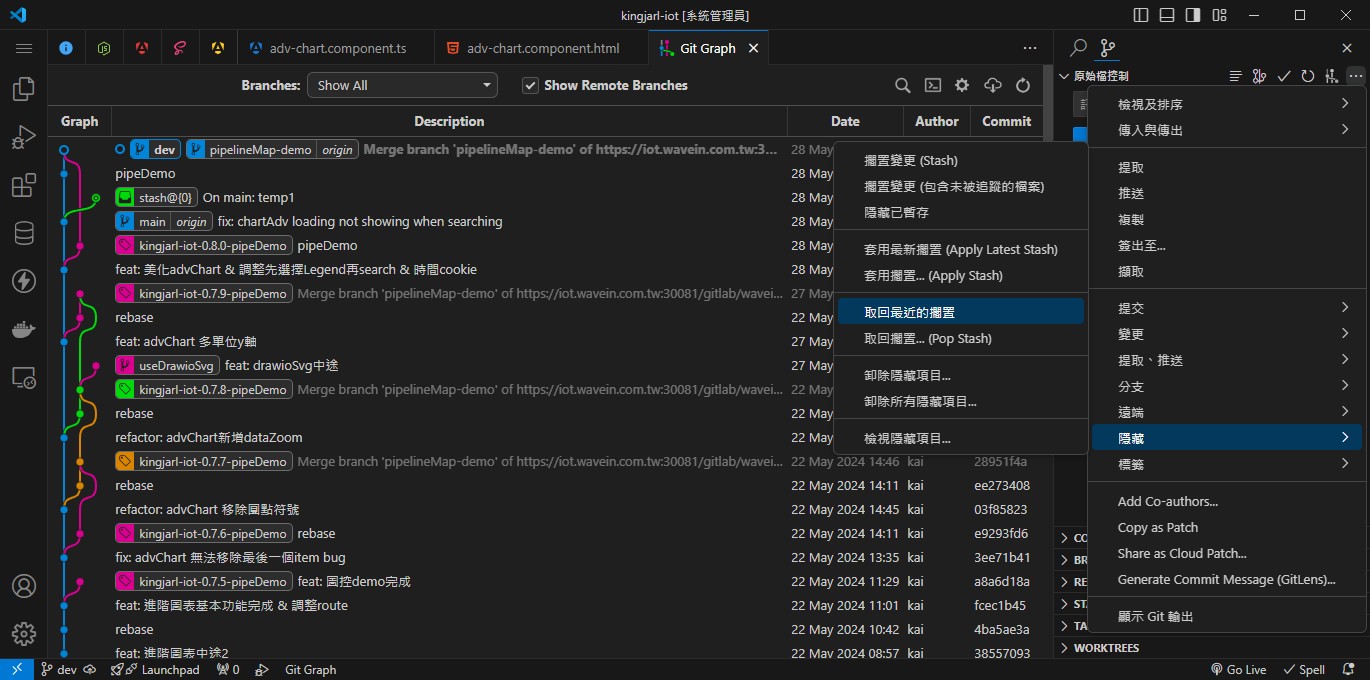 kingjarl-iot [系統管理員]
adv-chart.component.ts
adv-chart.component.html
Git Graph
Branches:
Show All
Show Remote Branches
Graph
Description
Date
Author
Commit
dev pipelineMap-demo origin Merge branch 'pipelineMap-demo' of https://iot.wavein.com.tw:3... 28 May
pipeDemo 28 May
stash@{0} On main: temp1 28 May
main origin fix: chartAdv loading not showing when searching 28 May
kingjarl-iot-0.8.0-pipeDemo pipeDemo 28 May
feat: 美化advChart & 調整先選擇Legend再search & 時間cookie 28 May
kingjarl-iot-0.7.9-pipeDemo Merge branch 'pipelineMap-demo' of https://iot.wavein.com.tw:30081/gitlab/wavei... 27 May
rebase 28 May
feat: advChart 多單位y軸 27 May
useDrawioSvg feat: drawioSvg中途 27 May
kingjarl-iot-0.7.8-pipeDemo Merge branch 'pipelineMap-demo' of https://iot.wavein.com.tw:30081/gitlab/wavei... 22 May
rebase 22 May
refactor: advChart新增dataZoom 22 May
kingjarl-iot-0.7.7-pipeDemo Merge branch 'pipelineMap-demo' of https://iot.wavein.com.tw:30081/gitlab/wavei... 22 May 2024 14:46 kai 28951f4a
rebase 22 May 2024 14:11 kai ee273408
refactor: advChart 移除圓點符號 22 May 2024 14:45 kai 03f85823
kingjarl-iot-0.7.6-pipeDemo rebase 22 May 2024 14:11 kai e9293fd6
fix: advChart 無法移除最後一個item bug 22 May 2024 13:35 kai 3ee71b41
kingjarl-iot-0.7.5-pipeDemo feat: 圖控demo完成 22 May 2024 11:29 kai a8a6d18a
feat: 進階圖表基本功能完成 & 調整route 22 May 2024 11:01 kai fcec1b45
rebase 22 May 2024 10:42 kai 4ba5ae3a
feat: 進階圖表中途2 22 May 2024 08:57 kai 38557093
擱置變更 (Stash)
擱置變更 (包含未被追蹤的檔案)
隱藏已暫存
套用最新擱置 (Apply Latest Stash)
套用擱置... (Apply Stash)
取回最近的擱置
取回擱置... (Pop Stash)
卸除隱藏項目...
卸除所有隱藏項目...
檢視隱藏項目...
原始檔控制
檢視及排序
傳入與傳出
提取
推送
複製
簽出至...
擷取
提交
變更
提取、推送
分支
遠端
隱藏
標籤
Add Co-authors...
Copy as Patch
Share as Cloud Patch...
Generate Commit Message (GitLens)...
顯示 Git 輸出
CO
BR
RE
STA
TA
WORKTREES
dev
Launchpad
0
Git Graph
Go Live
Spell